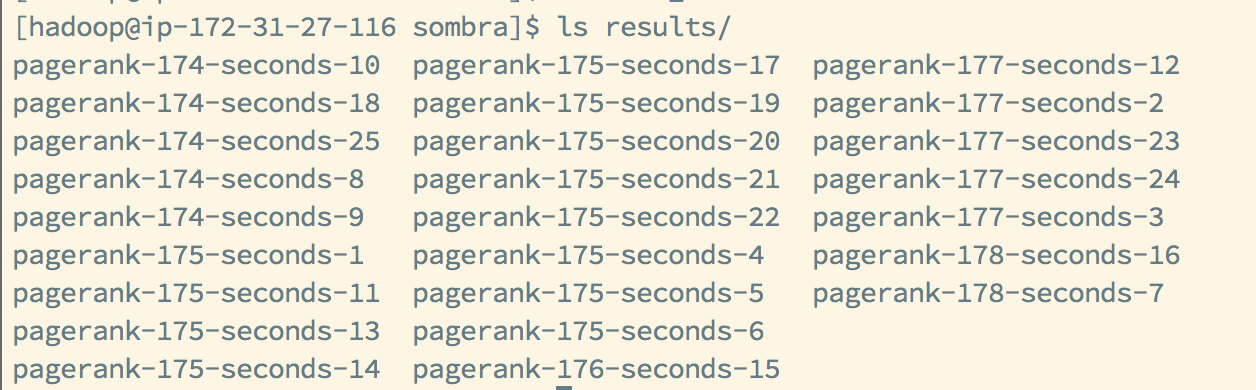 [hadoop@ip-172-31-27-116 sombra]$ ls results/
pagerank-174-seconds-10  pagerank-175-seconds-17  pagerank-177-seconds-12
pagerank-174-seconds-18  pagerank-175-seconds-19  pagerank-177-seconds-2
pagerank-174-seconds-25  pagerank-175-seconds-20  pagerank-177-seconds-23
pagerank-174-seconds-8   pagerank-175-seconds-21  pagerank-177-seconds-24
pagerank-174-seconds-9   pagerank-175-seconds-22  pagerank-177-seconds-3
pagerank-175-seconds-1   pagerank-175-seconds-4   pagerank-178-seconds-16
pagerank-175-seconds-11  pagerank-175-seconds-5   pagerank-178-seconds-7
pagerank-175-seconds-13  pagerank-175-seconds-6
pagerank-175-seconds-14  pagerank-176-seconds-15